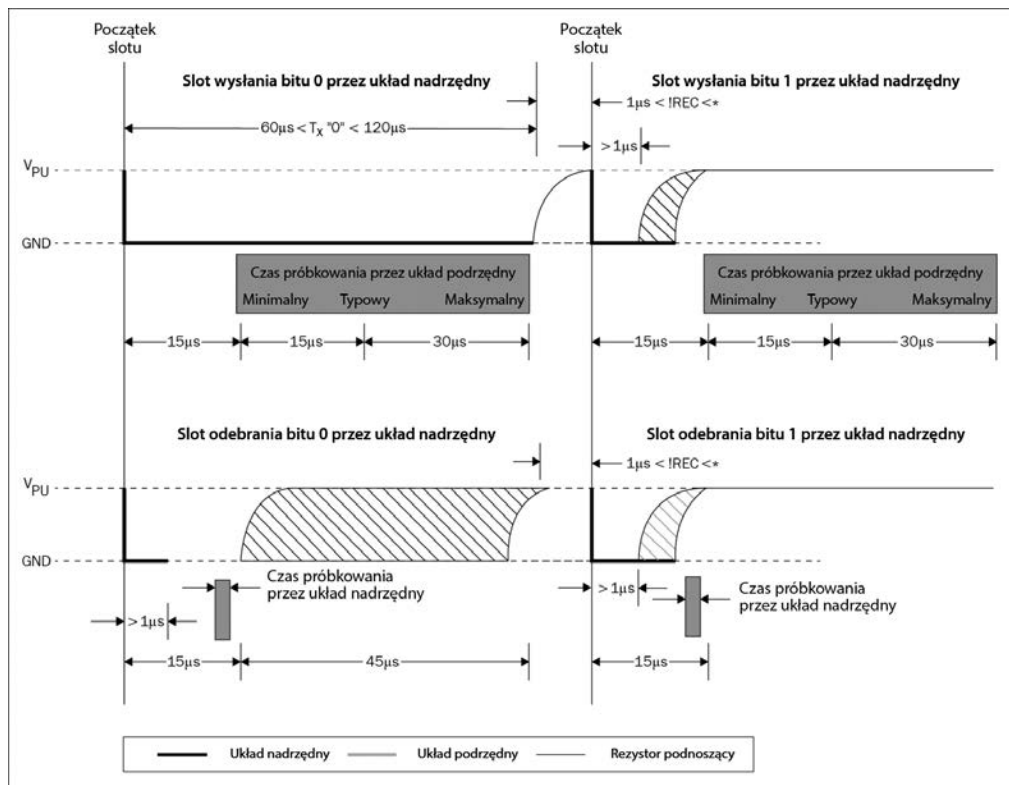 Początek
slotu
Początek
slotu
Slot wysłania bitu 0 przez układ nadrzędny
Slot wysłania bitu 1 przez układ nadrzędny
1μs < !REC <*
60μs < TX "0" < 120μs
> 1μs
VPU
GND
Czas próbkowania przez układ podrzędny
Minimalny Typowy Maksymalny
Czas próbkowania przez układ podrzędny
Minimalny Typowy Maksymalny
15μs
15μs
30μs
15μs
15μs
30μs
Slot odebrania bitu 0 przez układ nadrzędny
Slot odebrania bitu 1 przez układ nadrzędny
1μs < !REC <*
VPU
GND
Czas próbkowania
przez układ nadrzędny
> 1μs
Czas próbkowania
przez układ nadrzędny
> 1μs
15μs
45μs
15μs
Układ nadrzędny
Układ podrzędny
Rezystor podnoszący